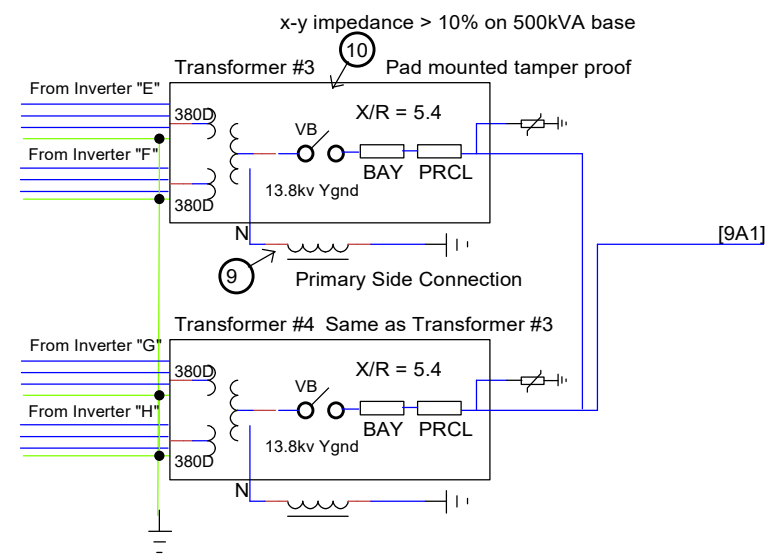 x-y impedance > 10% on 500kVA base
10
Transformer #3
Pad mounted tamper proof
From Inverter "E"
380D
X/R = 5.4
VB
From Inverter "F"
BAY
PRCL
380D
13.8kv Ygnd
N
[9A1]
9
Primary Side Connection
Transformer #4 Same as Transformer #3
From Inverter "G"
380D
X/R = 5.4
VB
From Inverter "H"
BAY
PRCL
13.8kv Ygnd
380D
N